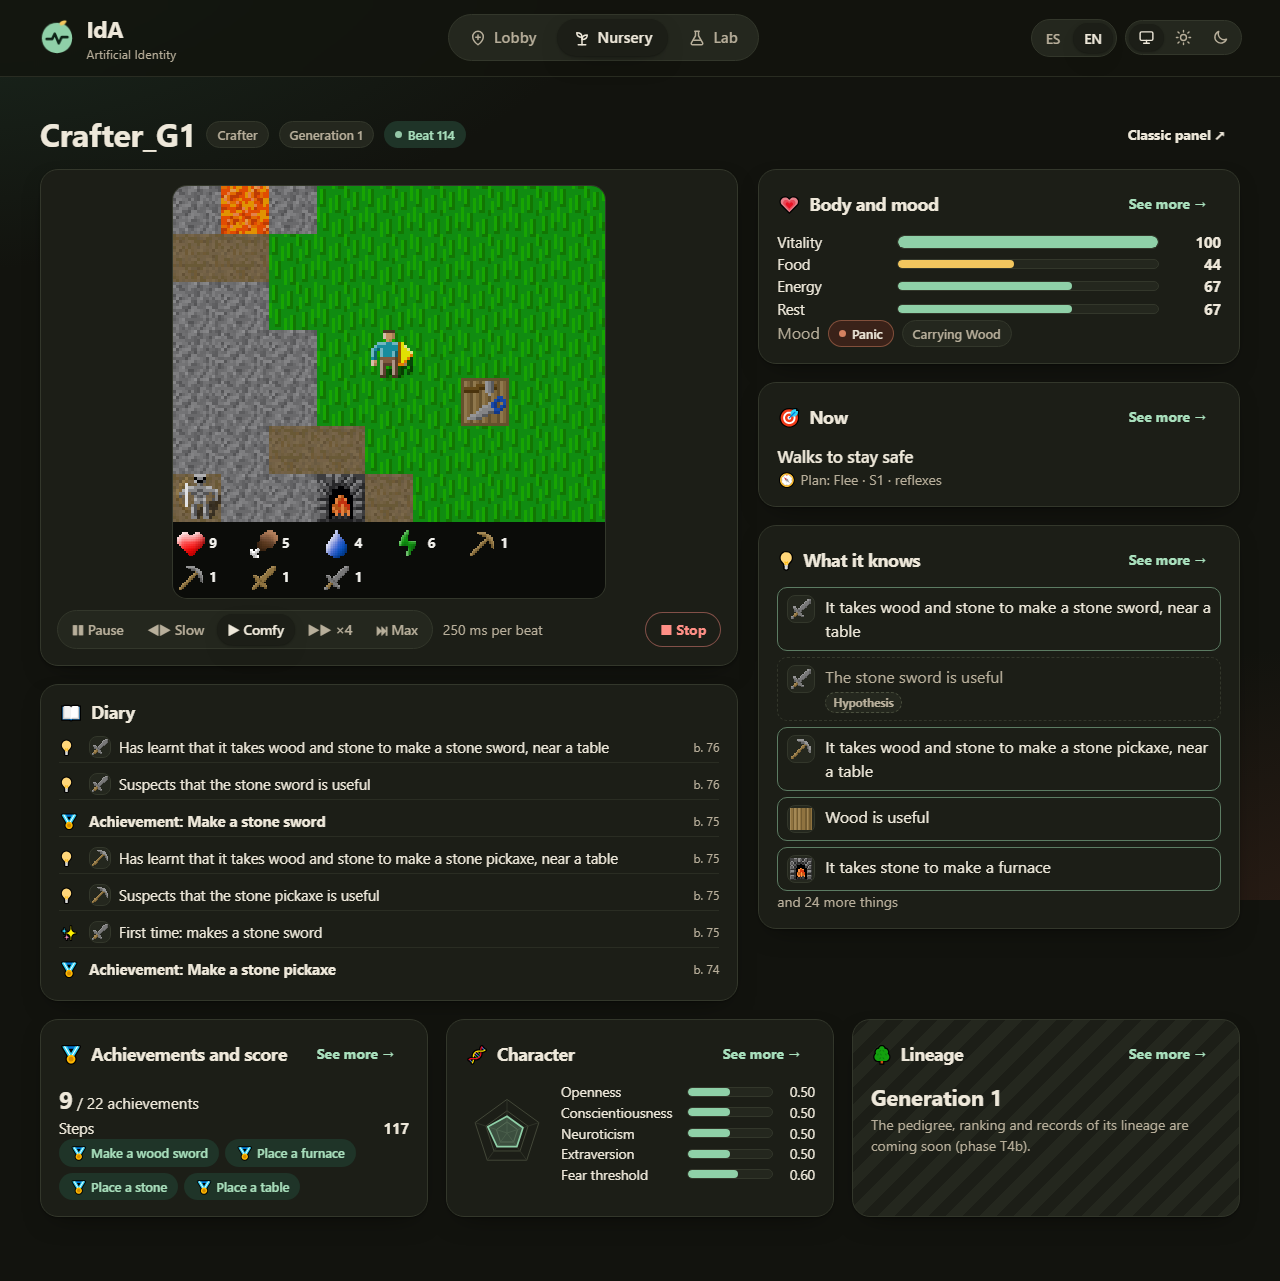 IdA
Artificial Identity
Lobby
Nursery
Lab
ES
EN
Crafter_G1
Crafter
Generation 1
Beat 114
Classic panel ↗
9
5
4
6
1
1
1
1
Pause
Slow
Comfy
×4
Max
250 ms per beat
Stop
Diary
Has learnt that it takes wood and stone to make a stone sword, near a table
b. 76
Suspects that the stone sword is useful
b. 76
Achievement: Make a stone sword
b. 75
Has learnt that it takes wood and stone to make a stone pickaxe, near a table
b. 75
Suspects that the stone pickaxe is useful
b. 75
First time: makes a stone sword
b. 75
Achievement: Make a stone pickaxe
b. 74
Body and mood
See more →
Vitality
100
Food
44
Energy
67
Rest
67
Mood
Panic
Carrying Wood
Now
See more →
Walks to stay safe
Plan: Flee · S1 · reflexes
What it knows
See more →
It takes wood and stone to make a stone sword, near a
table
The stone sword is useful
Hypothesis
It takes wood and stone to make a stone pickaxe, near
a table
Wood is useful
It takes stone to make a furnace
and 24 more things
Achievements and score
See more →
9 / 22 achievements
Steps
117
Make a wood sword
Place a furnace
Place a stone
Place a table
Character
See more →
Openness
0.50
Conscientiousness
0.50
Neuroticism
0.50
Extraversion
0.50
Fear threshold
0.60
Lineage
See more →
Generation 1
The pedigree, ranking and records of its lineage are
coming soon (phase T4b).